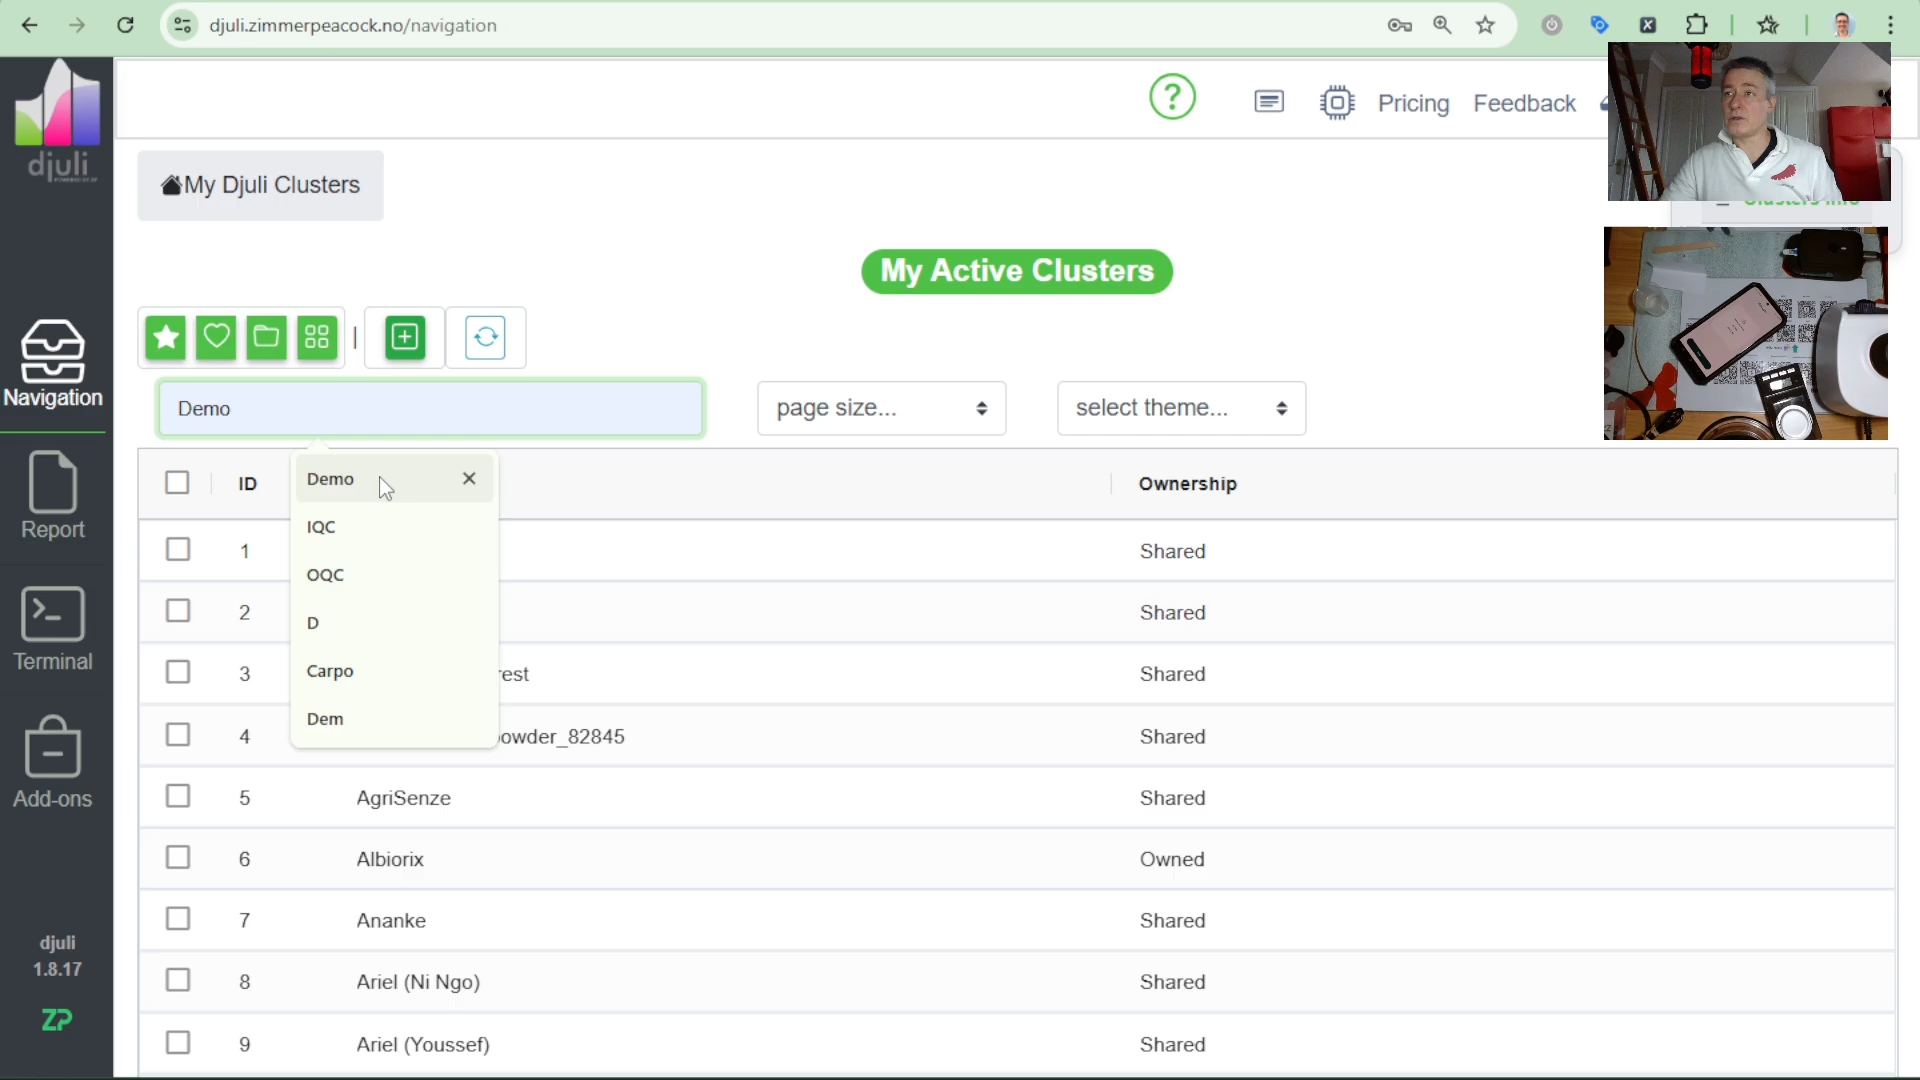 djuli.zimmerpeacock.no/navigation
djuli
?
Pricing
Feedback
My Djuli Clusters
My Active Clusters
Navigation
Report
Terminal
Add-ons
djuli
1.8.17
ZP
Demo
page size...
select theme...
ID
Ownership
Demo
IQC
OQC
D
Carpo
Dem
1 Shared
2 Shared
3 rest Shared
4 owder_82845 Shared
5 AgriSenze Shared
6 Albiorix Owned
7 Ananke Shared
8 Ariel (Ni Ngo) Shared
9 Ariel (Youssef) Shared